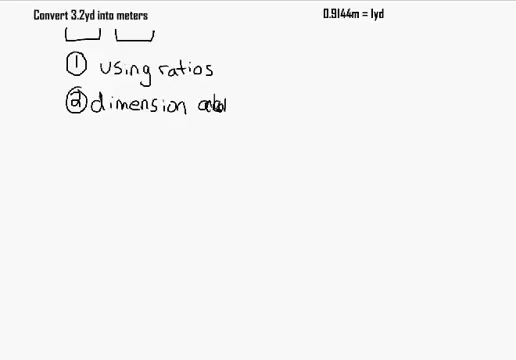 Convert 3.2yd into meters
0.9144m = 1yd
① using ratios
② dimension